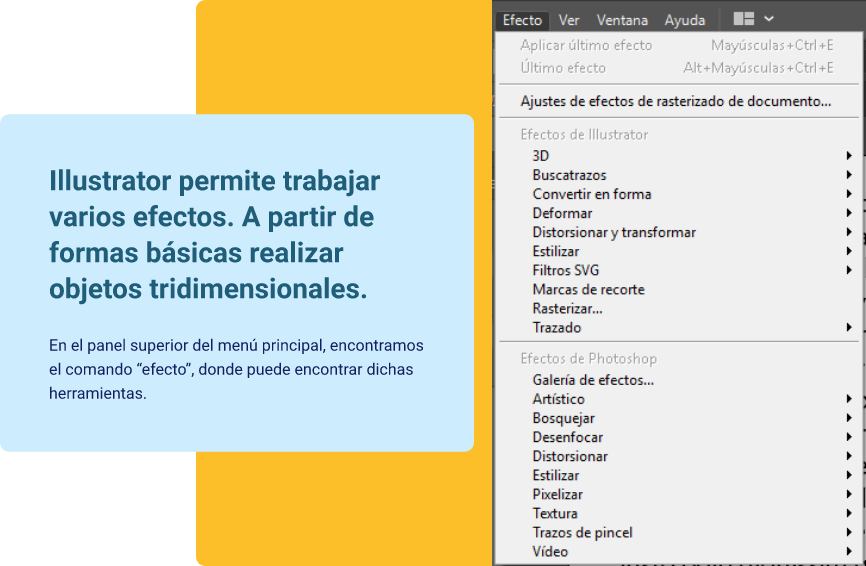 Illustrator permite trabajar
varios efectos. A partir de
formas básicas realizar
objetos tridimensionales.
En el panel superior del menú principal, encontramos
el comando “efecto”, donde puede encontrar dichas
herramientas.
Efecto Ver Ventana Ayuda
Aplicar último efecto Mayúsculas+Ctrl+E
Último efecto Alt+Mayúsculas+Ctrl+E
Ajustes de efectos de rasterizado de documento...
Efectos de Illustrator
3D
Buscatrazos
Convertir en forma
Deformar
Distorsionar y transformar
Estilizar
Filtros SVG
Marcas de recorte
Rasterizar...
Trazado
Efectos de Photoshop
Galería de efectos...
Artístico
Bosquejar
Desenfocar
Distorsionar
Estilizar
Pixelizar
Textura
Trazos de pincel
Vídeo